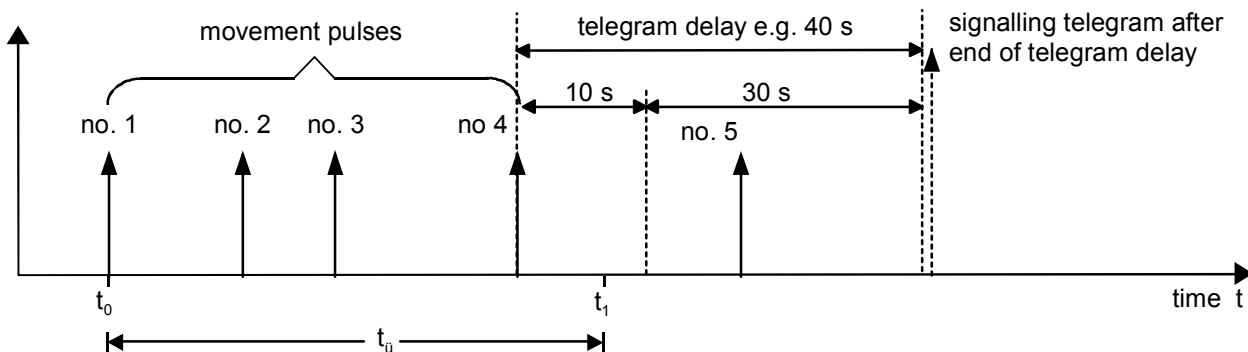 movement pulses
telegram delay e.g. 40 s
signalling telegram after
end of telegram delay
10 s
30 s
no. 1
no. 2
no. 3
no 4
no. 5
t₀
t₁
time t
tü